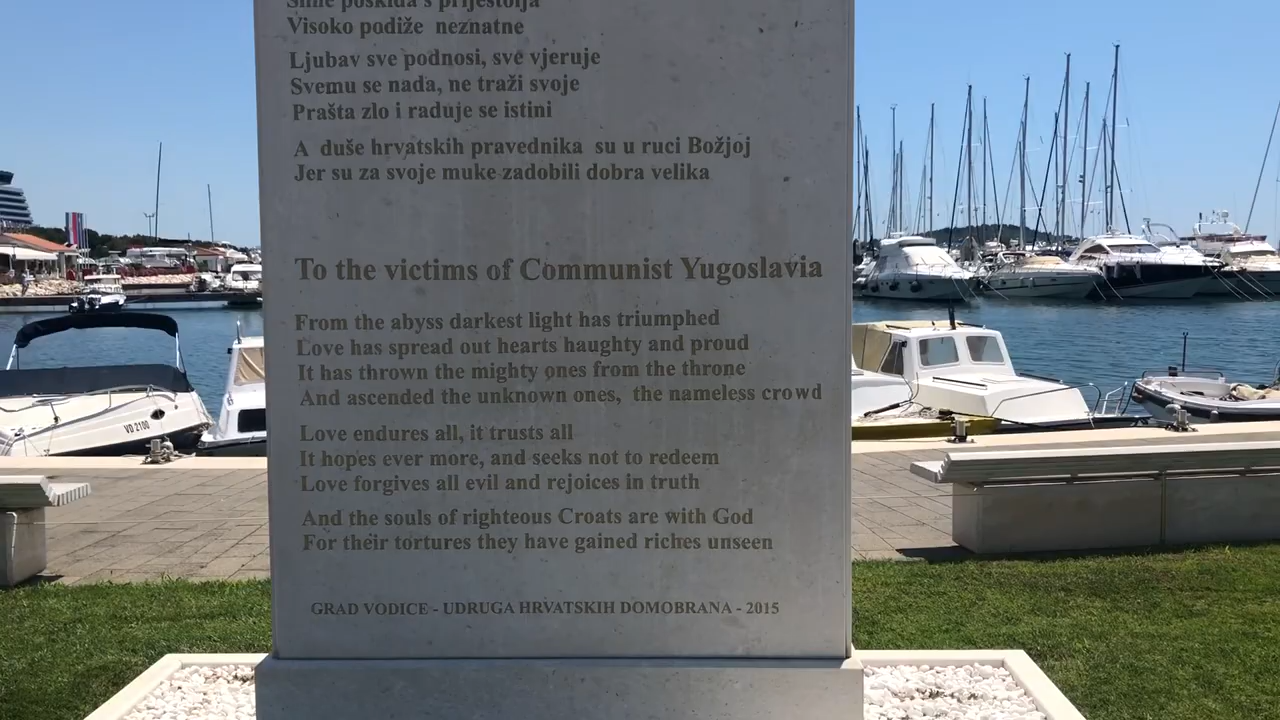 Silne poskida s prijestolja
Visoko podiže neznatne
Ljubav sve podnosi, sve vjeruje
Svemu se nada, ne traži svoje
Prašta zlo i raduje se istini
A duše hrvatskih pravednika su u ruci Božjoj
Jer su za svoje muke zadobili dobra velika
To the victims of Communist Yugoslavia
From the abyss darkest light has triumphed
Love has spread out hearts haughty and proud
It has thrown the mighty ones from the throne
And ascended the unknown ones, the nameless crowd
Love endures all, it trusts all
It hopes ever more, and seeks not to redeem
Love forgives all evil and rejoices in truth
And the souls of righteous Croats are with God
For their tortures they have gained riches unseen
GRAD VODICE - UDRUGA HRVATSKIH DOMOBRANA - 2015
VD 2100